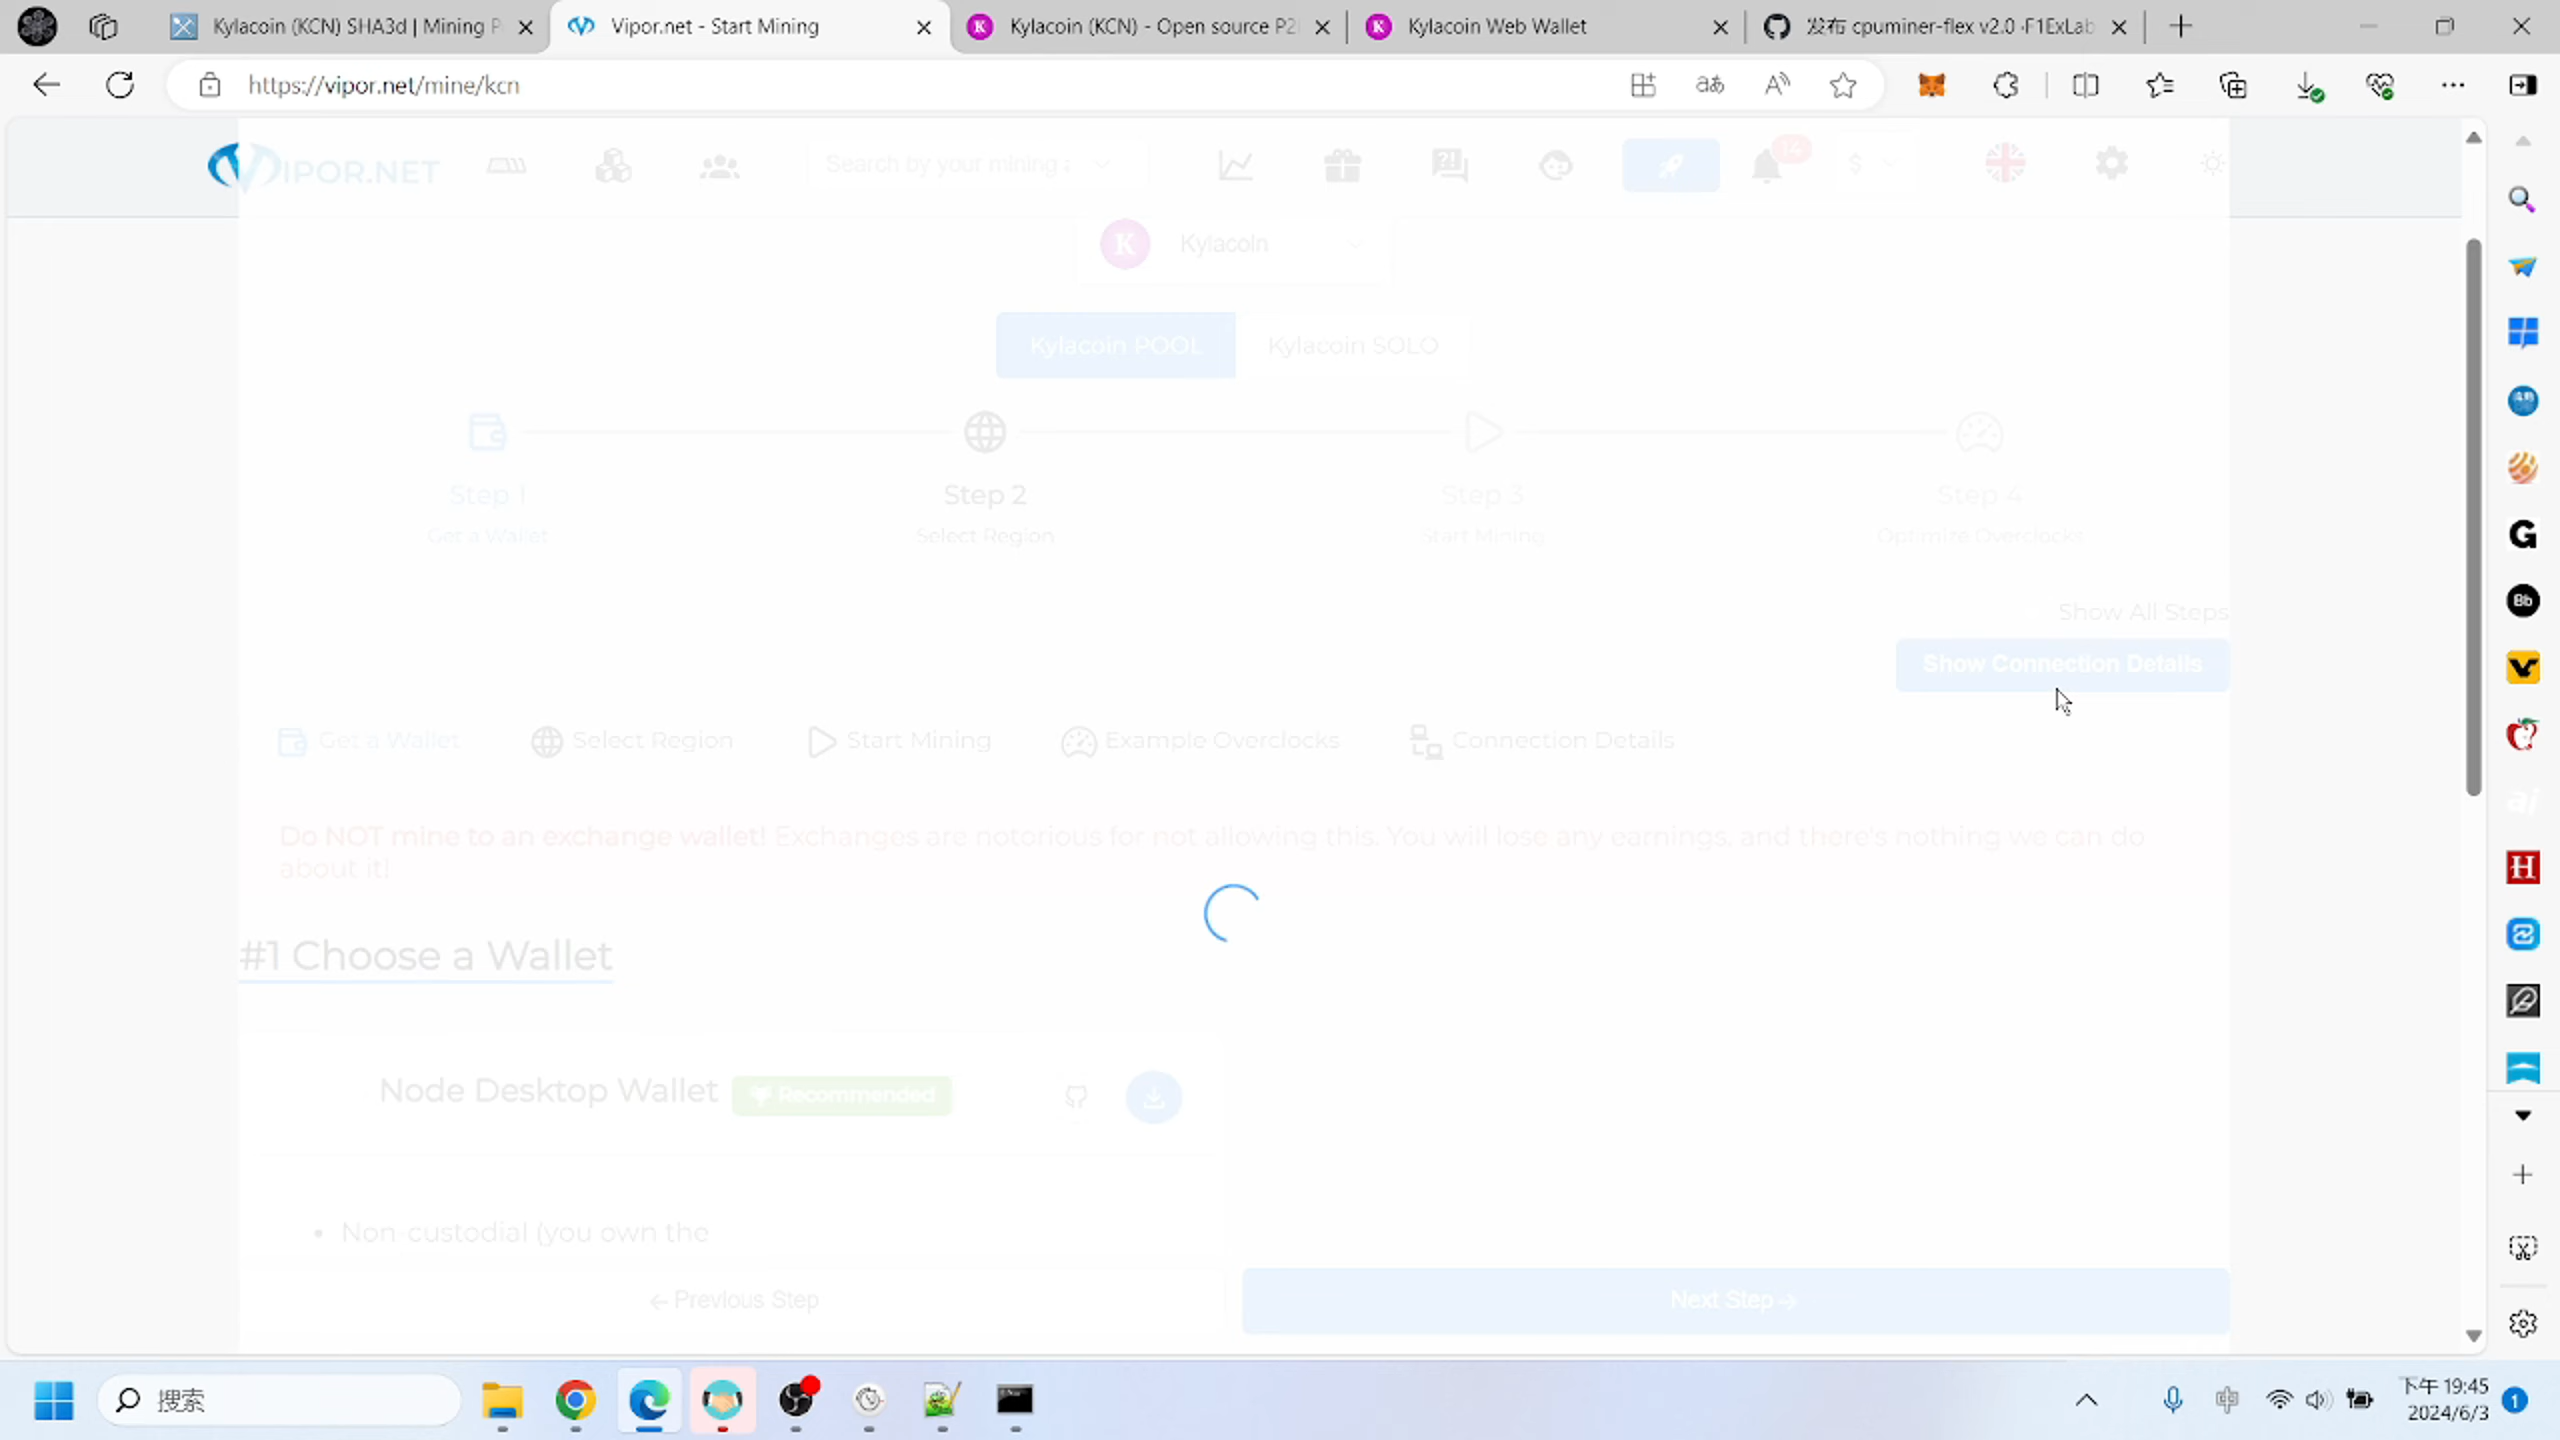 Kylacoin (KCN) SHA3d | Mining P
Vipor.net - Start Mining
Kylacoin (KCN) - Open source P2
Kylacoin Web Wallet
发布 cpuminer-flex v2.0 ·F1ExLab
https://vipor.net/mine/kcn
VIPOR.NET
Search by your mining a
14
$
K Kylacoin
Kylacoin POOL
Kylacoin SOLO
Step 1
Step 2
Step 3
Step 4
Get a Wallet
Select Region
Start Mining
Optimize Overclocks
Show All Steps
Show Connection Details
Get a Wallet
Select Region
Start Mining
Example Overclocks
Connection Details
Do NOT mine to an exchange wallet! Exchanges are notorious for not allowing this. You will lose any earnings, and there's nothing we can do
about it!
#1 Choose a Wallet
Node Desktop Wallet
Recommended
• Non-custodial (you own the
← Previous Step
Next Step →
搜索
中
下午 19:45
2024/6/3
1